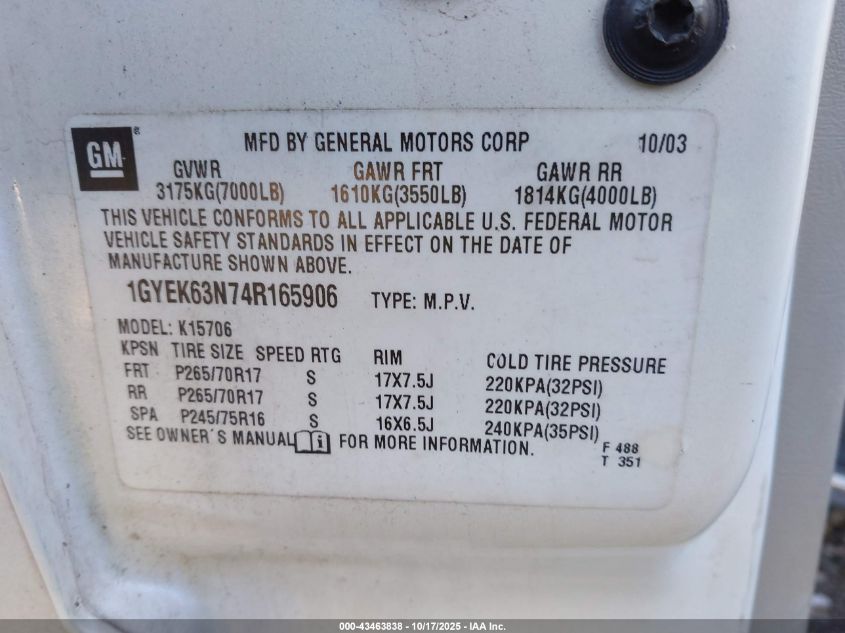 GM ®
MFD BY GENERAL MOTORS CORP 10/03
GVWR GAWR FRT GAWR RR
3175KG(7000LB) 1610KG(3550LB) 1814KG(4000LB)
THIS VEHICLE CONFORMS TO ALL APPLICABLE U.S. FEDERAL MOTOR
VEHICLE SAFETY STANDARDS IN EFFECT ON THE DATE OF
MANUFACTURE SHOWN ABOVE.
1GYEK63N74R165906 TYPE: M.P.V.
MODEL: K15706
KPSN TIRE SIZE SPEED RTG RIM COLD TIRE PRESSURE
FRT P265/70R17 S 17X7.5J 220KPA(32PSI)
RR P265/70R17 S 17X7.5J 220KPA(32PSI)
SPA P245/75R16 S 16X6.5J 240KPA(35PSI)
SEE OWNER'S MANUAL i FOR MORE INFORMATION.
F 488
T 351
000-43463838 - 10/17/2025 - IAA Inc.